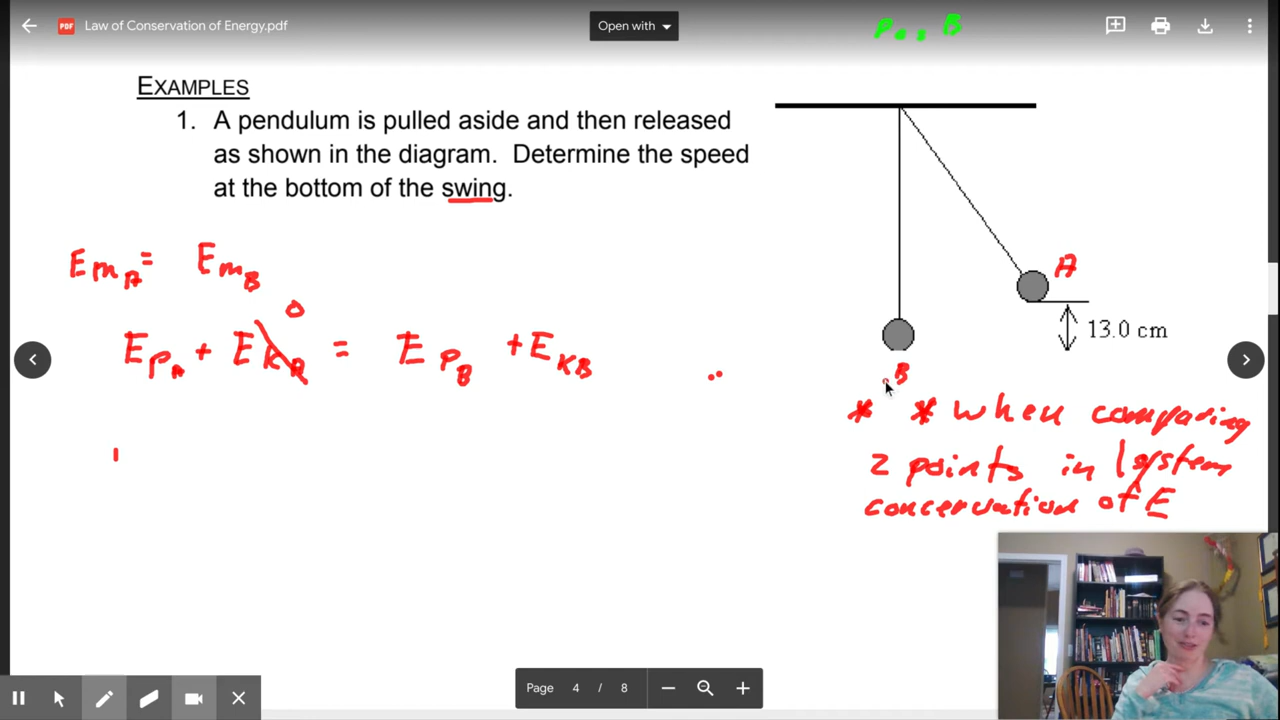 Law of Conservation of Energy.pdf
Open with
EXAMPLES
1. A pendulum is pulled aside and then released
as shown in the diagram. Determine the speed
at the bottom of the swing.
EmA = EmB
0
EPA + EKA = EPB + EKB
A
13.0 cm
B
* * when comparing
2 points in 1 system
conservation of E
Page 4 / 8